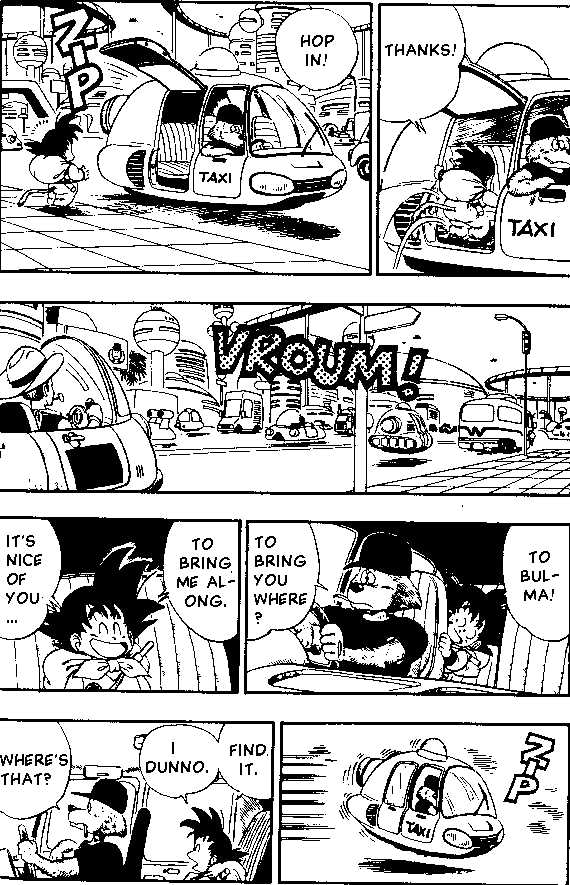 ZIP
HOP
IN!
TAXI
THANKS!
TAXI
VROUM!
IT'S
NICE
OF
YOU
...
TO
BRING
ME AL-
ONG.
TO
BRING
YOU
WHERE
?
TO
BUL-
MA!
WHERE'S
THAT?
I
DUNNO.
FIND
IT.
ZIP
TAXI